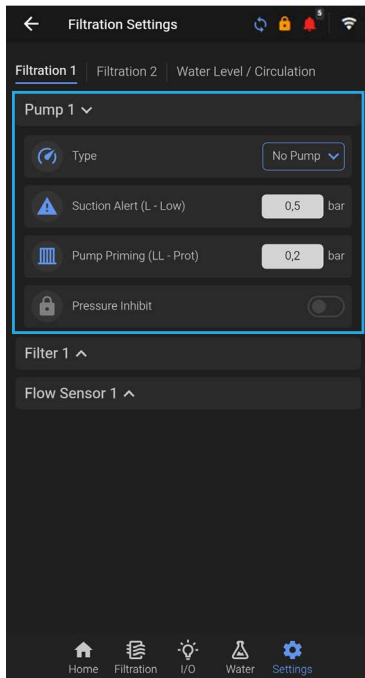 Filtration Settings
5
Filtration 1 Filtration 2 Water Level / Circulation
Pump 1
Type No Pump
Suction Alert (L - Low) 0,5 bar
Pump Priming (LL - Prot) 0,2 bar
Pressure Inhibit
Filter 1
Flow Sensor 1
Home Filtration I/O Water Settings